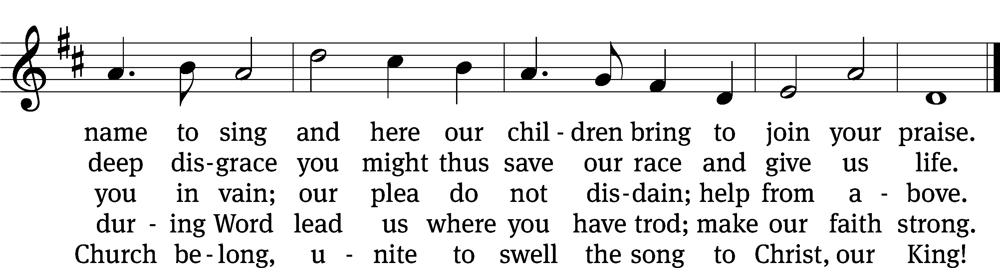 name to sing and here our chil - dren bring to join your praise.
deep dis - grace you might thus save our race and give us life.
you in vain; our plea do not dis - dain; help from a - bove.
dur - ing Word lead us where you have trod; make our faith strong.
Church be - long, u - nite to swell the song to Christ, our King!